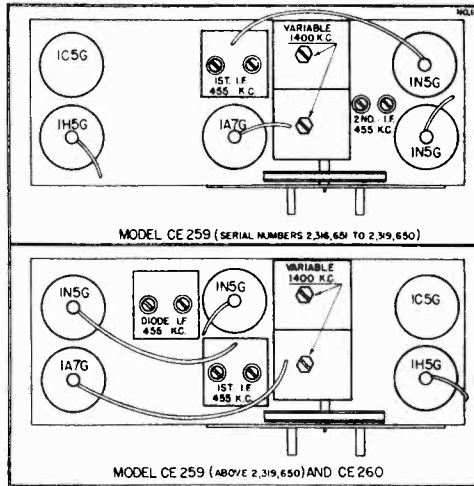 VARIABLE
1400 K.C.
1C5G
1N5G
1ST. I.F.
455 K.C.
1H5G
1A7G
2ND. I.F.
455 K.C.
1N5G
MODEL CE 259 (SERIAL NUMBERS 2,316,651 TO 2,319,650)
VARIABLE
1400 K.C.
1N5G
1N5G
1C5G
DIODE I.F.
455 K.C.
1A7G
1ST. I.F.
455 K.C.
1H5G
MODEL CE 259 (ABOVE 2,319,650) AND CE 260